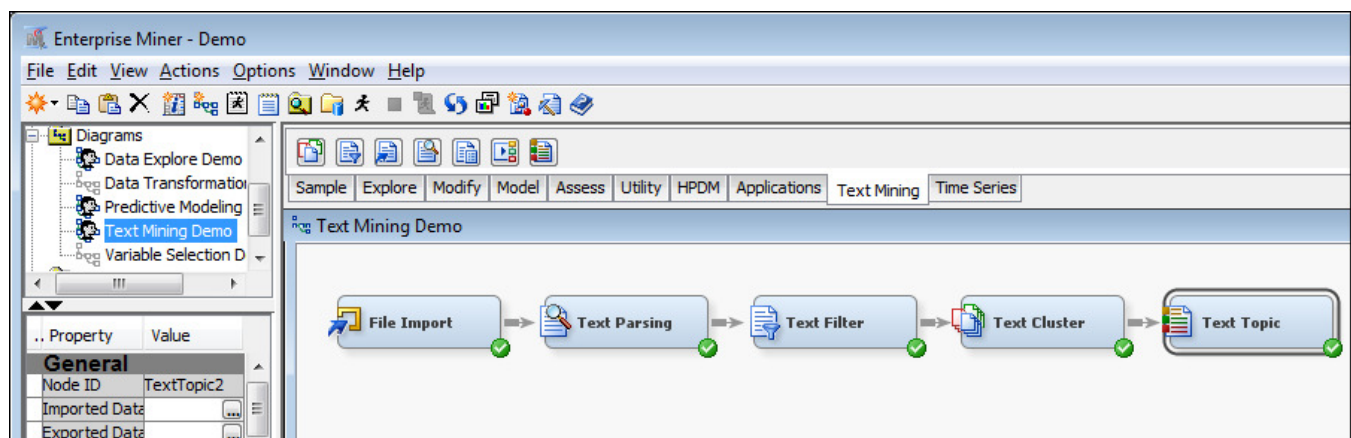 Enterprise Miner - Demo
File Edit View Actions Options Window Help
Diagrams
Data Explore Demo
Data Transformation
Predictive Modeling
Text Mining Demo
Variable Selection D
Sample Explore Modify Model Assess Utility HPDM Applications Text Mining Time Series
Text Mining Demo
File Import Text Parsing Text Filter Text Cluster Text Topic
.. Property Value
General
Node ID TextTopic2
Imported Data ...
Exported Data ...